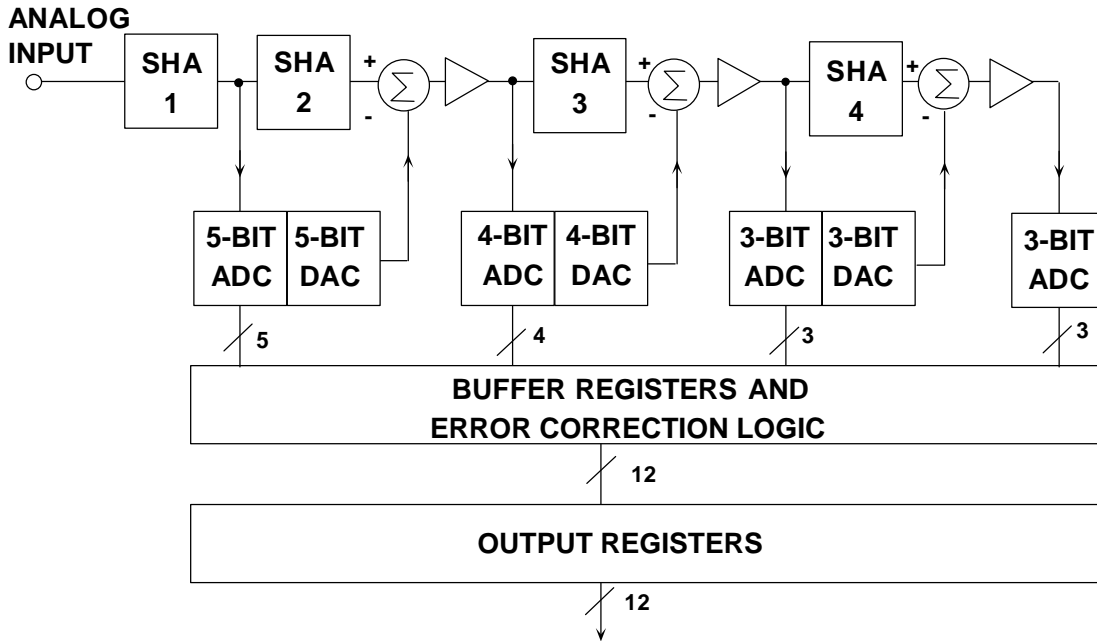 ANALOG
INPUT
SHA
1
SHA
2
+
-
Σ
SHA
3
+
-
Σ
SHA
4
+
-
Σ
5-BIT
ADC
5-BIT
DAC
4-BIT
ADC
4-BIT
DAC
3-BIT
ADC
3-BIT
DAC
3-BIT
ADC
5
4
3
3
BUFFER REGISTERS AND
ERROR CORRECTION LOGIC
12
OUTPUT REGISTERS
12